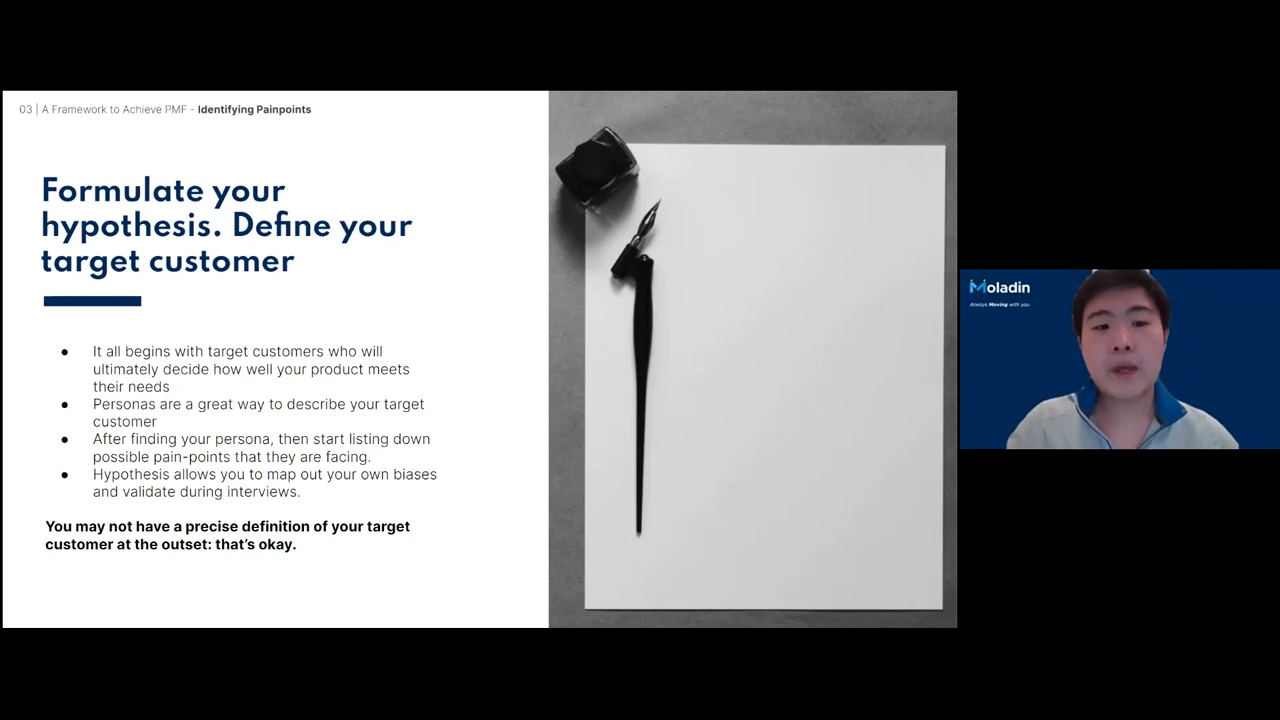 03 | A Framework to Achieve PMF - Identifying Painpoints
Formulate your
hypothesis. Define your
target customer
● It all begins with target customers who will
ultimately decide how well your product meets
their needs
● Personas are a great way to describe your target
customer
● After finding your persona, then start listing down
possible pain-points that they are facing.
● Hypothesis allows you to map out your own biases
and validate during interviews.
You may not have a precise definition of your target
customer at the outset: that’s okay.
Moladin
Always Moving with you